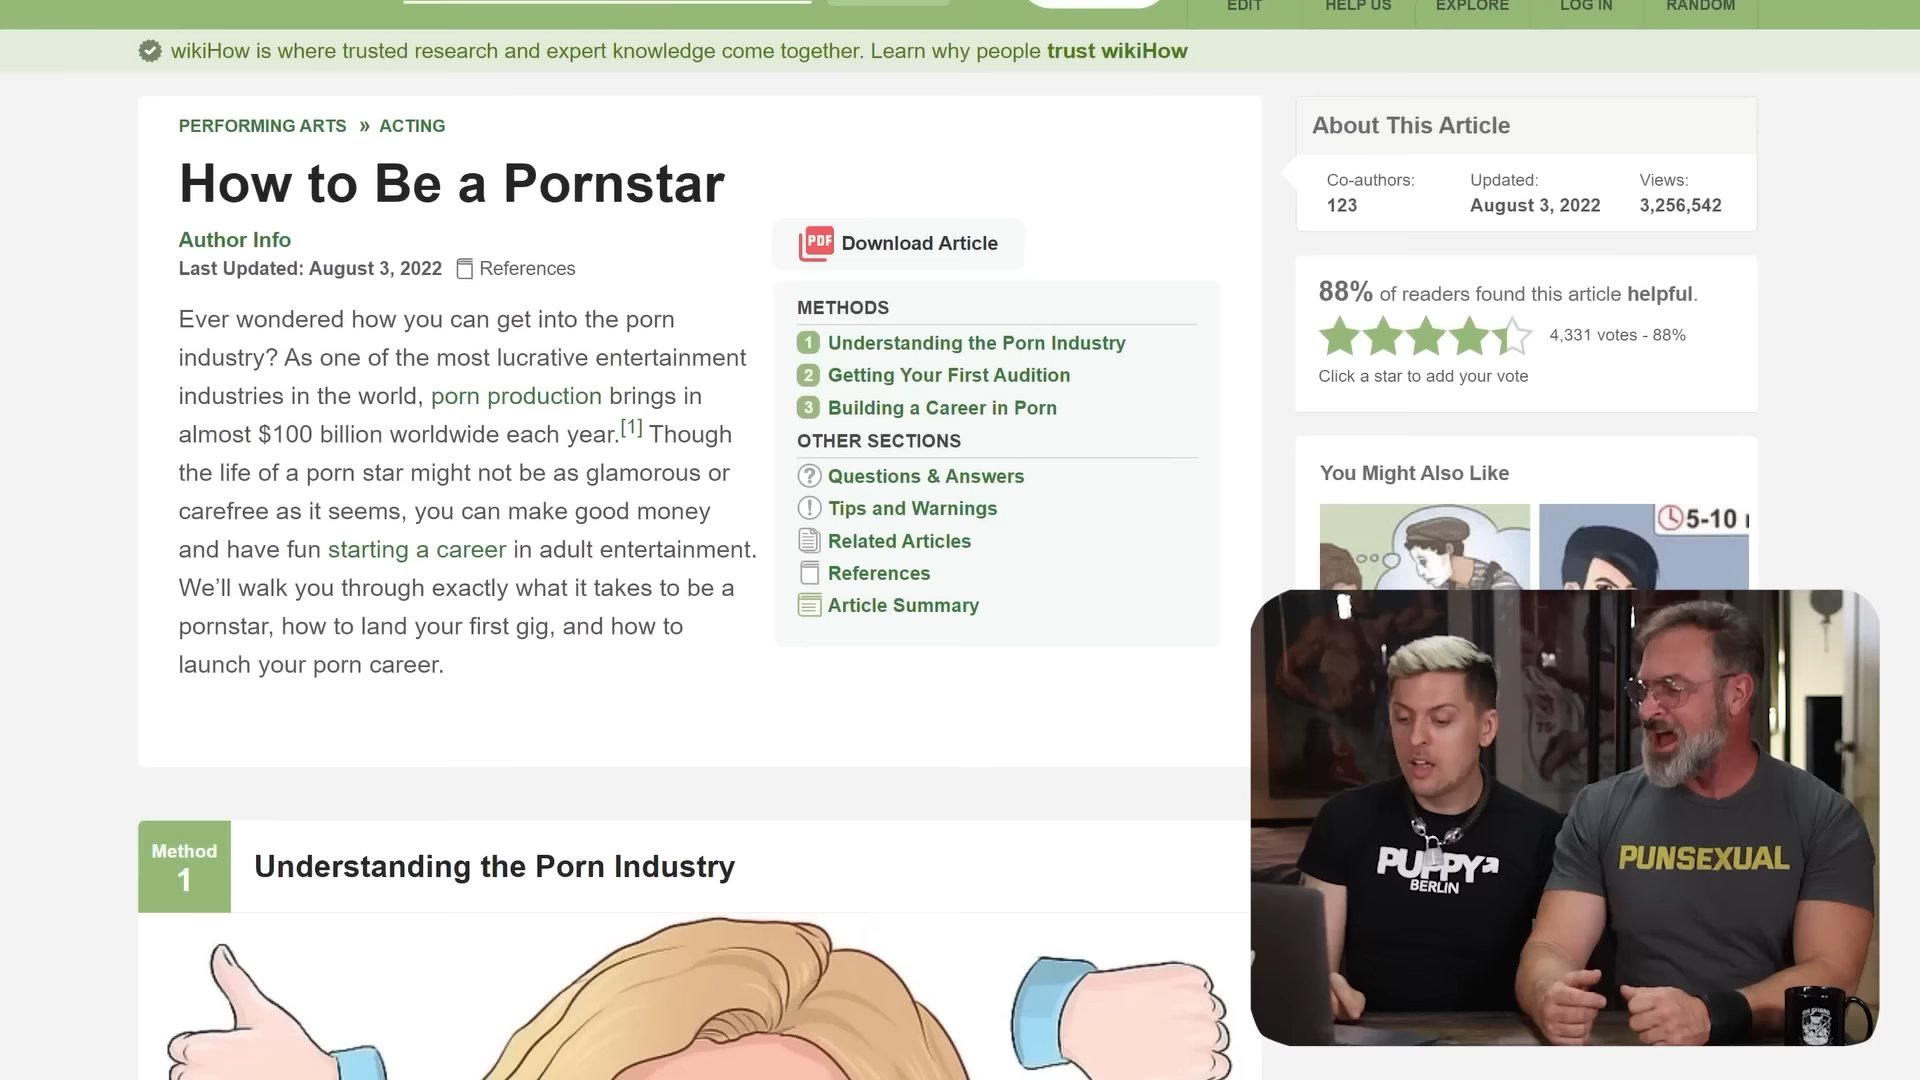 EDIT
HELP US
EXPLORE
LOG IN
RANDOM
wikiHow is where trusted research and expert knowledge come together. Learn why people trust wikiHow
PERFORMING ARTS » ACTING
How to Be a Pornstar
Author Info
Last Updated: August 3, 2022 References
Ever wondered how you can get into the porn
industry? As one of the most lucrative entertainment
industries in the world, porn production brings in
almost $100 billion worldwide each year.[1] Though
the life of a porn star might not be as glamorous or
carefree as it seems, you can make good money
and have fun starting a career in adult entertainment.
We’ll walk you through exactly what it takes to be a
pornstar, how to land your first gig, and how to
launch your porn career.
PDF Download Article
METHODS
1 Understanding the Porn Industry
2 Getting Your First Audition
3 Building a Career in Porn
OTHER SECTIONS
? Questions & Answers
! Tips and Warnings
Related Articles
References
Article Summary
About This Article
Co-authors:
123
Updated:
August 3, 2022
Views:
3,256,542
88% of readers found this article helpful.
4,331 votes - 88%
Click a star to add your vote
You Might Also Like
5-10
Method
1
Understanding the Porn Industry
PUPPY
BERLIN
PUNSEXUAL